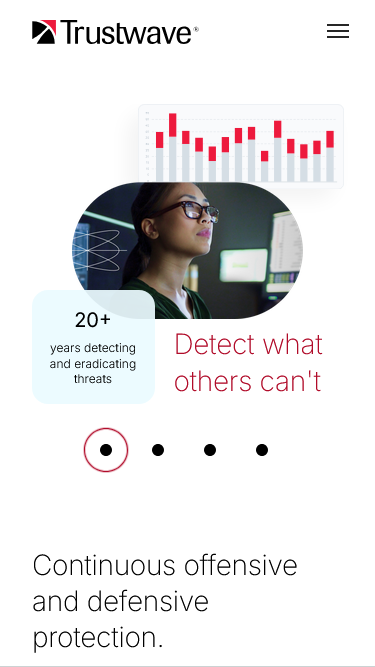 Trustwave®
20+
years detecting
and eradicating
threats
Detect what
others can't
Continuous offensive
and defensive
protection.